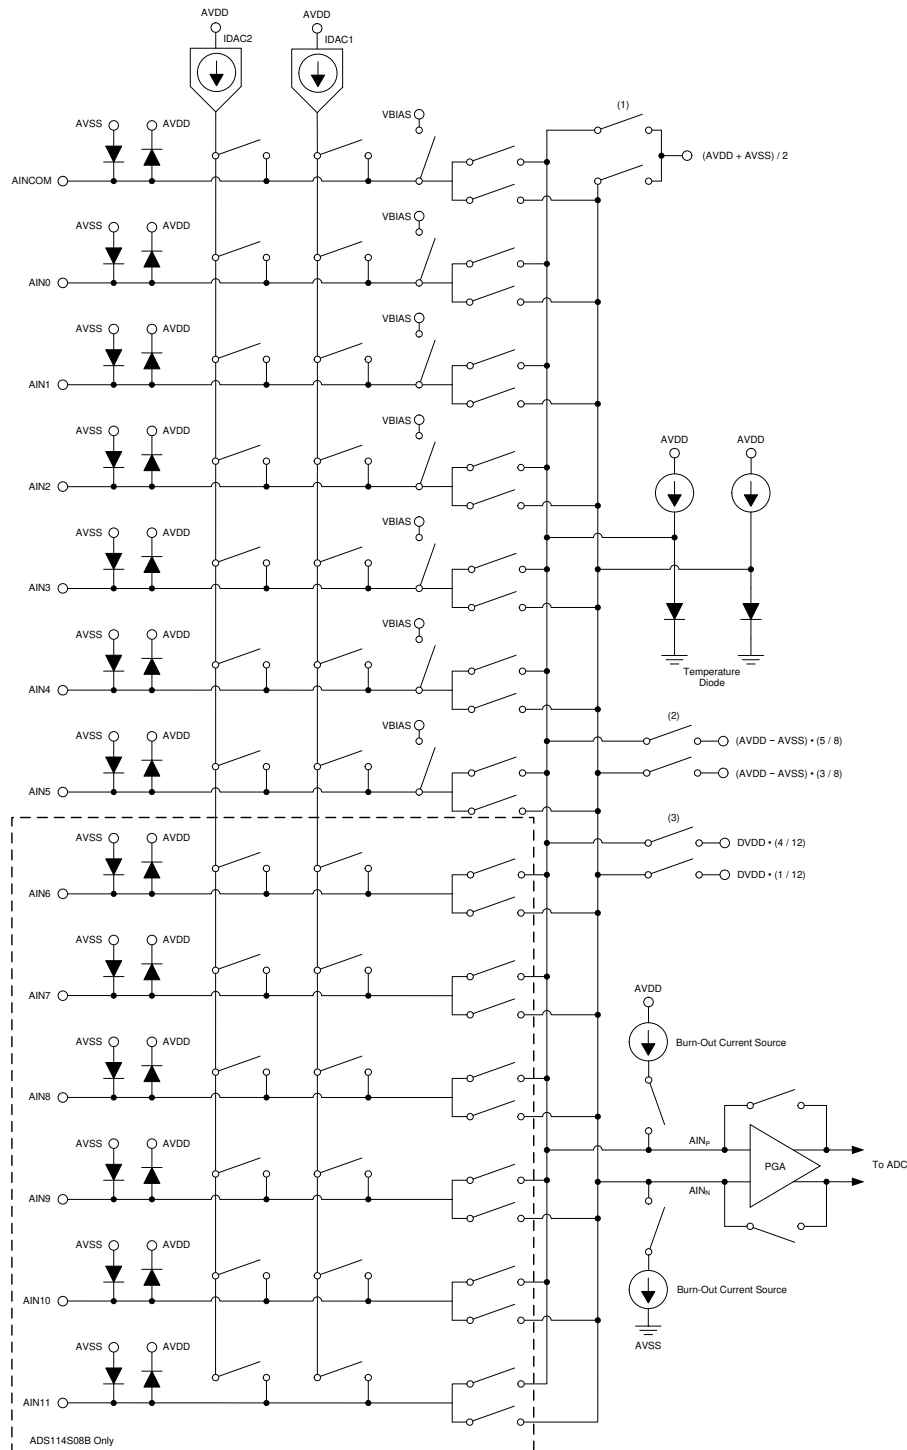 AVDD AVDD
IDAC2 IDAC1
(1)
AVSS AVDD VBIAS
(AVDD + AVSS) / 2
AINCOM
AVSS AVDD VBIAS
AIN0
AVSS AVDD VBIAS
AIN1
AVSS AVDD VBIAS
AVDD AVDD
AIN2
AVSS AVDD VBIAS
AIN3
AVSS AVDD VBIAS
Temperature
Diode
AIN4
AVSS AVDD VBIAS
(2)
(AVDD − AVSS) • (5 / 8)
(AVDD − AVSS) • (3 / 8)
AIN5
(3)
AVSS AVDD
DVDD • (4 / 12)
DVDD • (1 / 12)
AIN6
AVSS AVDD
AIN7
AVDD
AVSS AVDD
Burn-Out Current Source
AIN8
AVSS AVDD
AINP
PGA
To ADC
AINN
AIN9
AVSS AVDD
Burn-Out Current Source
AIN10
AVSS AVDD
AVSS
AIN11
ADS114S08B Only